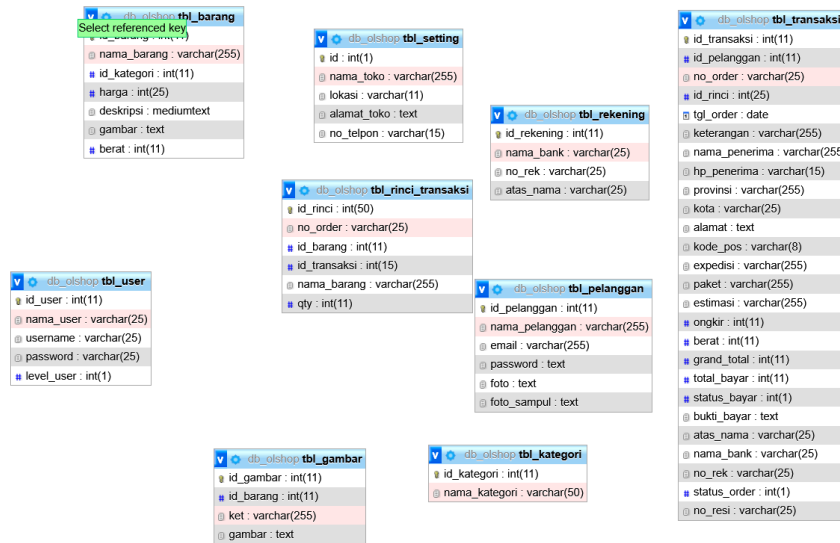 db_olshop tbl_barang
Select referenced key
id_barang : int(11)
nama_barang : varchar(255)
id_kategori : int(11)
harga : int(25)
deskripsi : mediumtext
gambar : text
berat : int(11)
db_olshop tbl_setting
id : int(1)
nama_toko : varchar(255)
lokasi : varchar(11)
alamat_toko : text
no_telpon : varchar(15)
db_olshop tbl_rekening
id_rekening : int(11)
nama_bank : varchar(25)
no_rek : varchar(25)
atas_nama : varchar(25)
db_olshop tbl_transaksi
id_transaksi : int(11)
id_pelanggan : int(11)
no_order : varchar(25)
id_rinci : int(25)
tgl_order : date
keterangan : varchar(255)
nama_penerima : varchar(255
hp_penerima : varchar(15)
provinsi : varchar(255)
kota : varchar(25)
alamat : text
kode_pos : varchar(8)
expedisi : varchar(255)
paket : varchar(255)
estimasi : varchar(255)
ongkir : int(11)
berat : int(11)
grand_total : int(11)
total_bayar : int(11)
status_bayar : int(1)
bukti_bayar : text
atas_nama : varchar(25)
nama_bank : varchar(25)
no_rek : varchar(25)
status_order : int(1)
no_resi : varchar(25)
db_olshop tbl_rinci_transaksi
id_rinci : int(50)
no_order : varchar(25)
id_barang : int(11)
id_transaksi : int(15)
nama_barang : varchar(255)
qty : int(11)
db_olshop tbl_user
id_user : int(11)
nama_user : varchar(25)
username : varchar(25)
password : varchar(25)
level_user : int(1)
db_olshop tbl_pelanggan
id_pelanggan : int(11)
nama_pelanggan : varchar(255)
email : varchar(255)
password : text
foto : text
foto_sampul : text
db_olshop tbl_gambar
id_gambar : int(11)
id_barang : int(11)
ket : varchar(255)
gambar : text
db_olshop tbl_kategori
id_kategori : int(11)
nama_kategori : varchar(50)